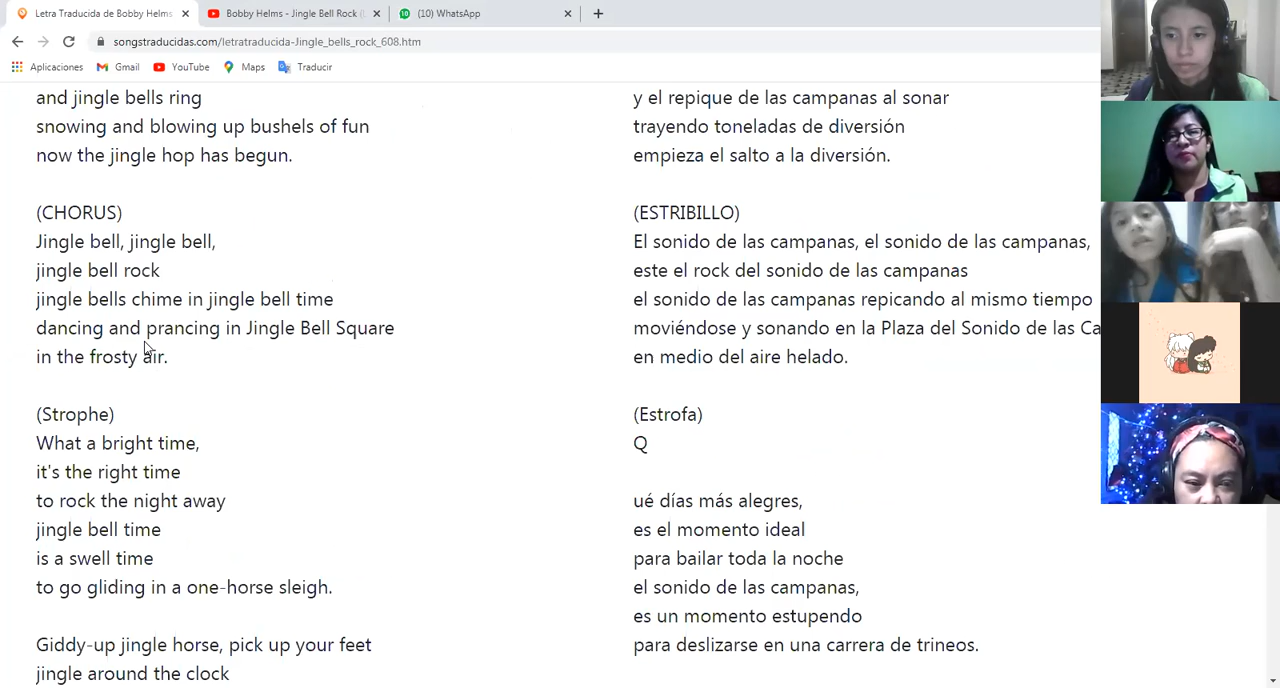 Letra Traducida de Bobby Helms
Bobby Helms - Jingle Bell Rock
(10) WhatsApp
songstraducidas.com/letratraducida-Jingle_bells_rock_608.htm
Aplicaciones
Gmail
YouTube
Maps
Traducir
and jingle bells ring
snowing and blowing up bushels of fun
now the jingle hop has begun.
(CHORUS)
Jingle bell, jingle bell,
jingle bell rock
jingle bells chime in jingle bell time
dancing and prancing in Jingle Bell Square
in the frosty air.
(Strophe)
What a bright time,
it's the right time
to rock the night away
jingle bell time
is a swell time
to go gliding in a one-horse sleigh.
Giddy-up jingle horse, pick up your feet
jingle around the clock
y el repique de las campanas al sonar
trayendo toneladas de diversión
empieza el salto a la diversión.
(ESTRIBILLO)
El sonido de las campanas, el sonido de las campanas,
este el rock del sonido de las campanas
el sonido de las campanas repicando al mismo tiempo
moviéndose y sonando en la Plaza del Sonido de las Ca
en medio del aire helado.
(Estrofa)
Q
ué días más alegres,
es el momento ideal
para bailar toda la noche
el sonido de las campanas,
es un momento estupendo
para deslizarse en una carrera de trineos.